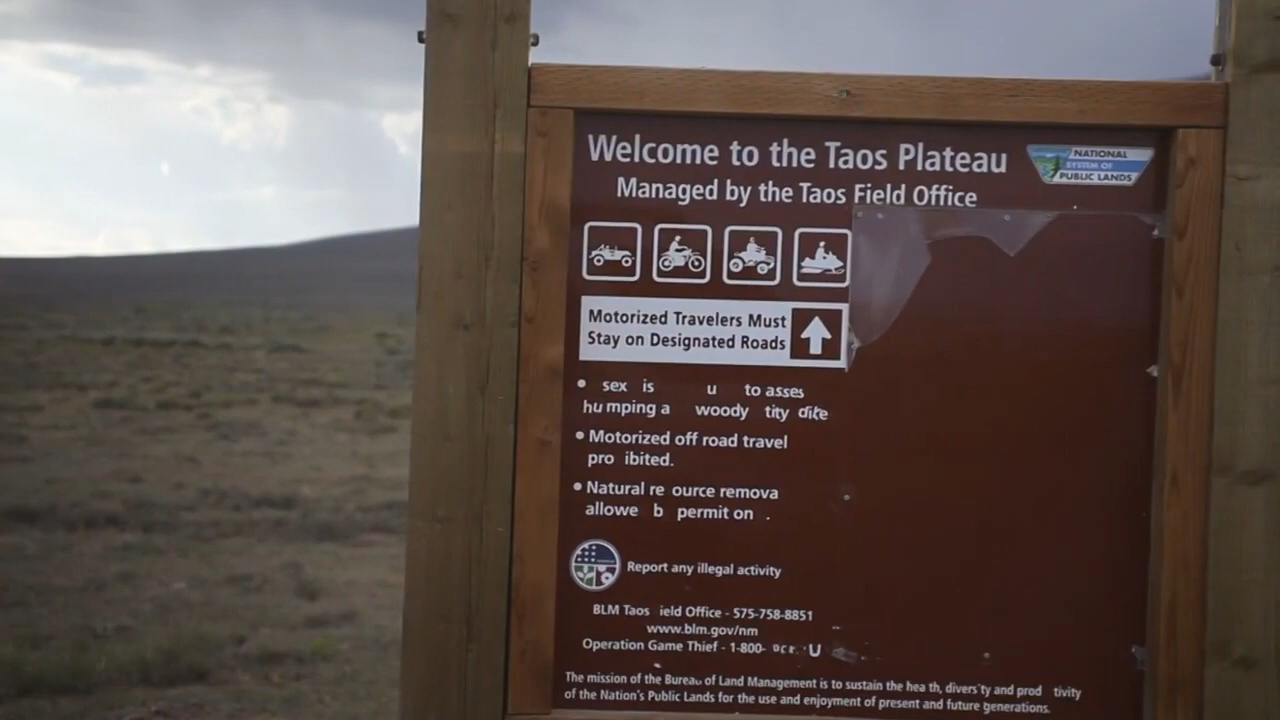 Welcome to the Taos Plateau
NATIONAL
SYSTEM OF
PUBLIC LANDS
Managed by the Taos Field Office
Motorized Travelers Must
Stay on Designated Roads
• sex is u to asses
humping a woody tity dike
• Motorized off road travel
pro ibited.
• Natural re ource remova
allowe b permit on .
Report any illegal activity
BLM Taos ield Office - 575-758-8851
www.blm.gov/nm
Operation Game Thief - 1-800-
The mission of the Bureau of Land Management is to sustain the hea th, diversity and prod tivity
of the Nation's Public Lands for the use and enjoyment of present and future generations.